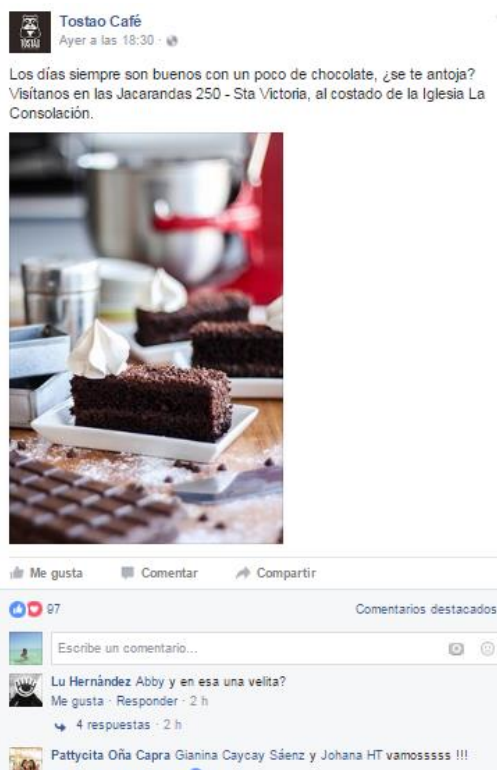 TOSTAO
Tostao Café
Ayer a las 18:30 ·
Los días siempre son buenos con un poco de chocolate, ¿se te antoja?
Visítanos en las Jacarandas 250 - Sta Victoria, al costado de la Iglesia La
Consolación.
Me gusta Comentar Compartir
97 Comentarios destacados
Escribe un comentario...
Lu Hernández Abby y en esa una velita?
Me gusta · Responder · 2 h
4 respuestas · 2 h
Pattycita Oña Capra Gianina Caycay Sáenz y Johana HT vamosssss !!!